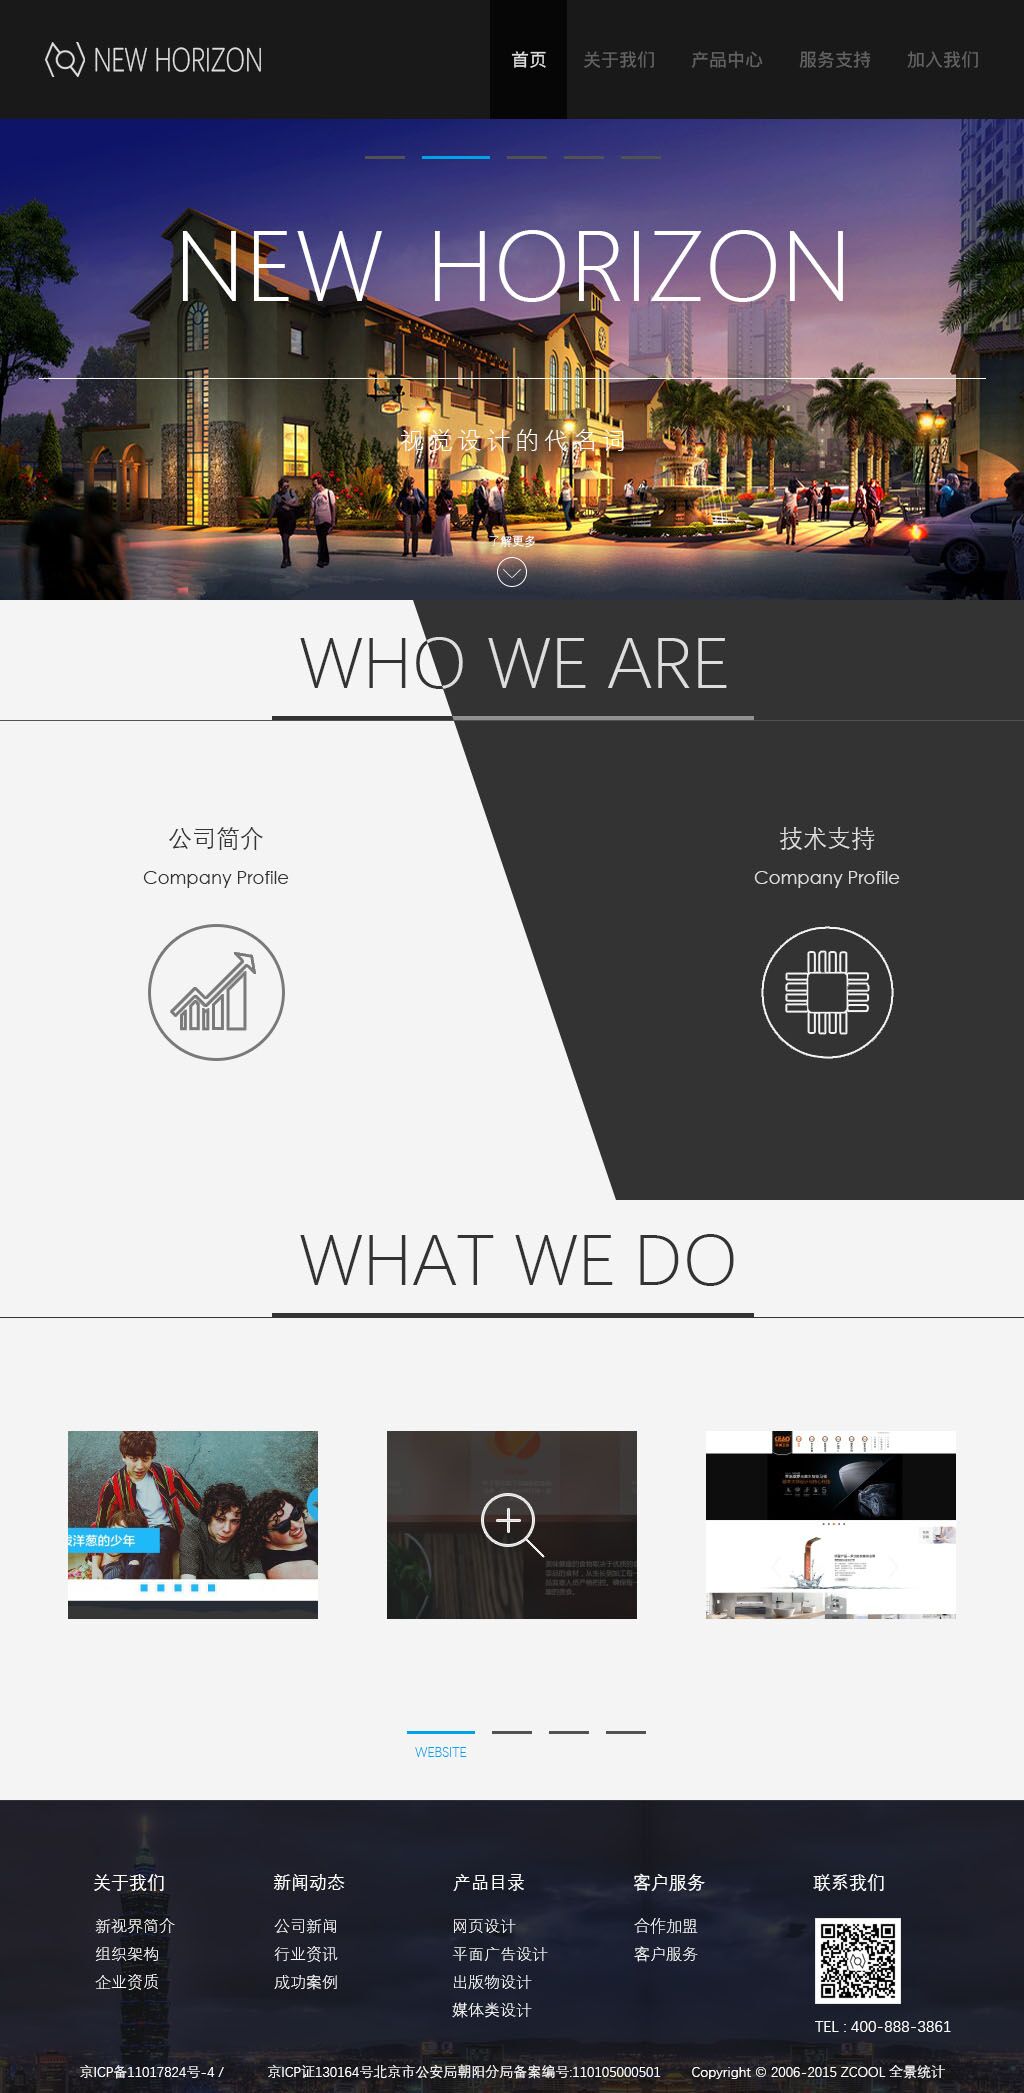 NEW HORIZON
首页 关于我们 产品中心 服务支持 加入我们
NEW HORIZON
视觉设计的代名词
了解更多
WHO WE ARE
公司简介
Company Profile
技术支持
Company Profile
WHAT WE DO
洋葱的少年
WEBSITE
关于我们
新视界简介
组织架构
企业资质
新闻动态
公司新闻
行业资讯
成功案例
产品目录
网页设计
平面广告设计
出版物设计
媒体类设计
客户服务
合作加盟
客户服务
联系我们
TEL : 400-888-3861
京ICP备11017824号-4 / 京ICP证130164号北京市公安局朝阳分局备案编号:110105000501 Copyright © 2006-2015 ZCOOL 全景统计